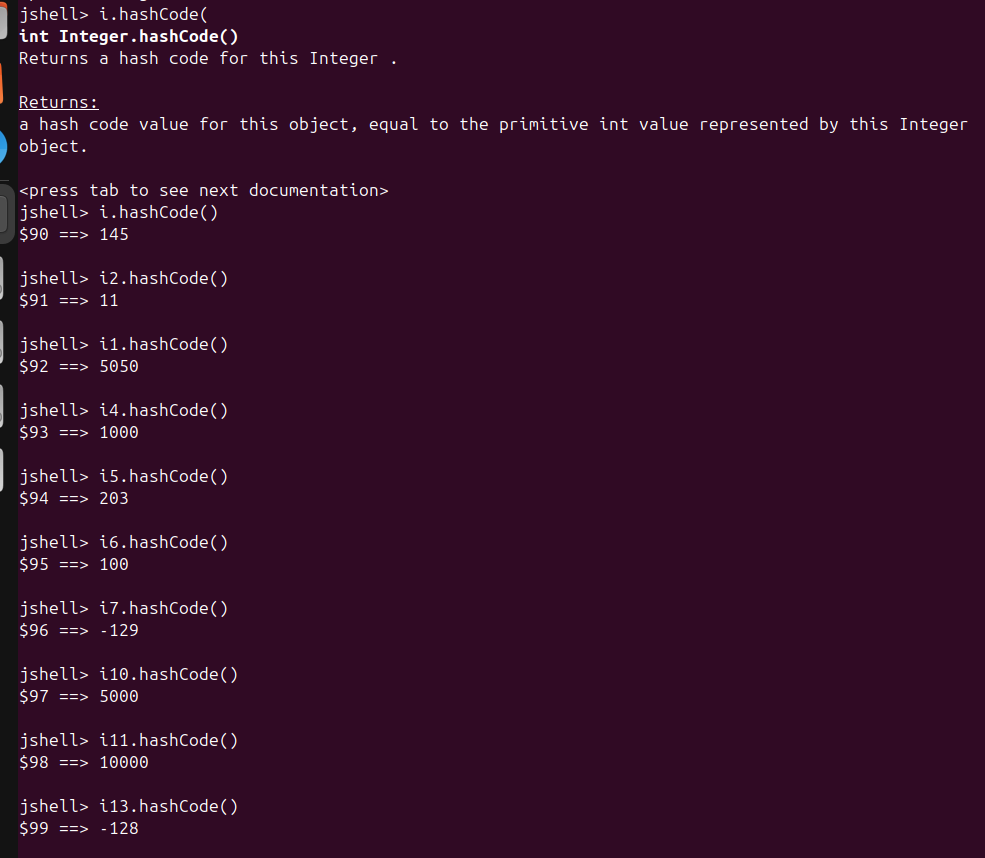 jshell> i.hashCode(
int Integer.hashCode()
Returns a hash code for this Integer .
Returns:
a hash code value for this object, equal to the primitive int value represented by this Integer
object.
<press tab to see next documentation>
jshell> i.hashCode()
$90 ==> 145
jshell> i2.hashCode()
$91 ==> 11
jshell> i1.hashCode()
$92 ==> 5050
jshell> i4.hashCode()
$93 ==> 1000
jshell> i5.hashCode()
$94 ==> 203
jshell> i6.hashCode()
$95 ==> 100
jshell> i7.hashCode()
$96 ==> -129
jshell> i10.hashCode()
$97 ==> 5000
jshell> i11.hashCode()
$98 ==> 10000
jshell> i13.hashCode()
$99 ==> -128